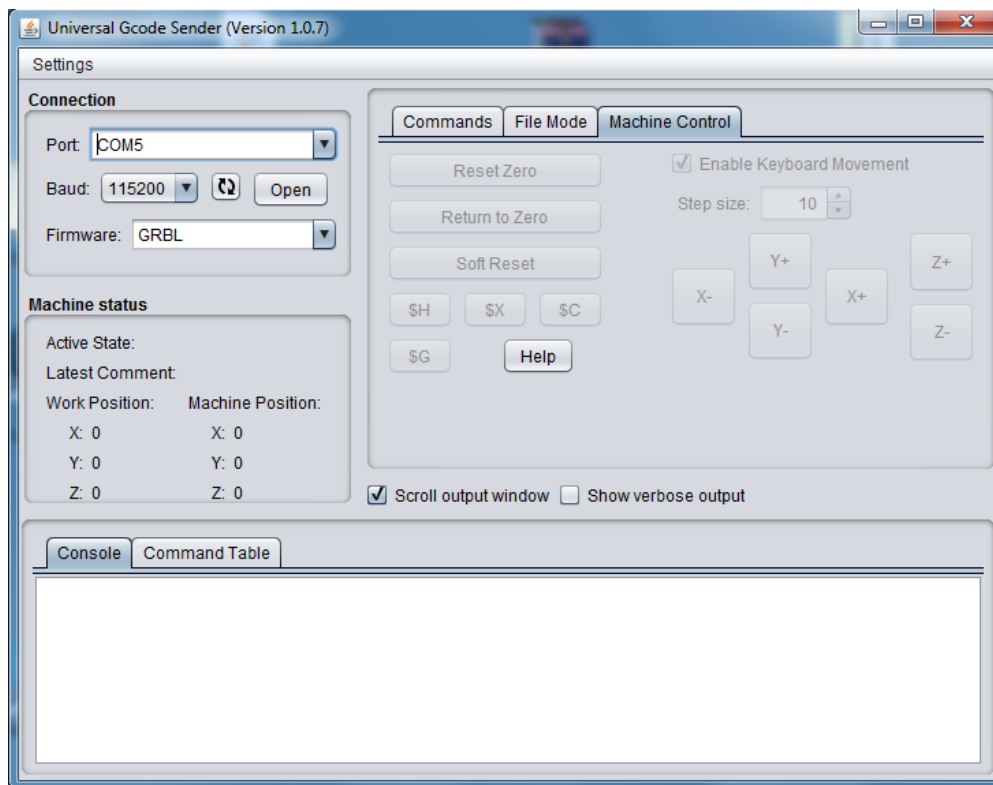 Universal Gcode Sender (Version 1.0.7)
Settings
Connection
Port: COM5
Baud: 115200 Open
Firmware: GRBL
Machine status
Active State:
Latest Comment:
Work Position: Machine Position:
X: 0 X: 0
Y: 0 Y: 0
Z: 0 Z: 0
Commands File Mode Machine Control
Reset Zero
Return to Zero
Soft Reset
$H $X $C
$G Help
Enable Keyboard Movement
Step size: 10
Y+ Z+
X- X+
Y- Z-
Scroll output window Show verbose output
Console Command Table